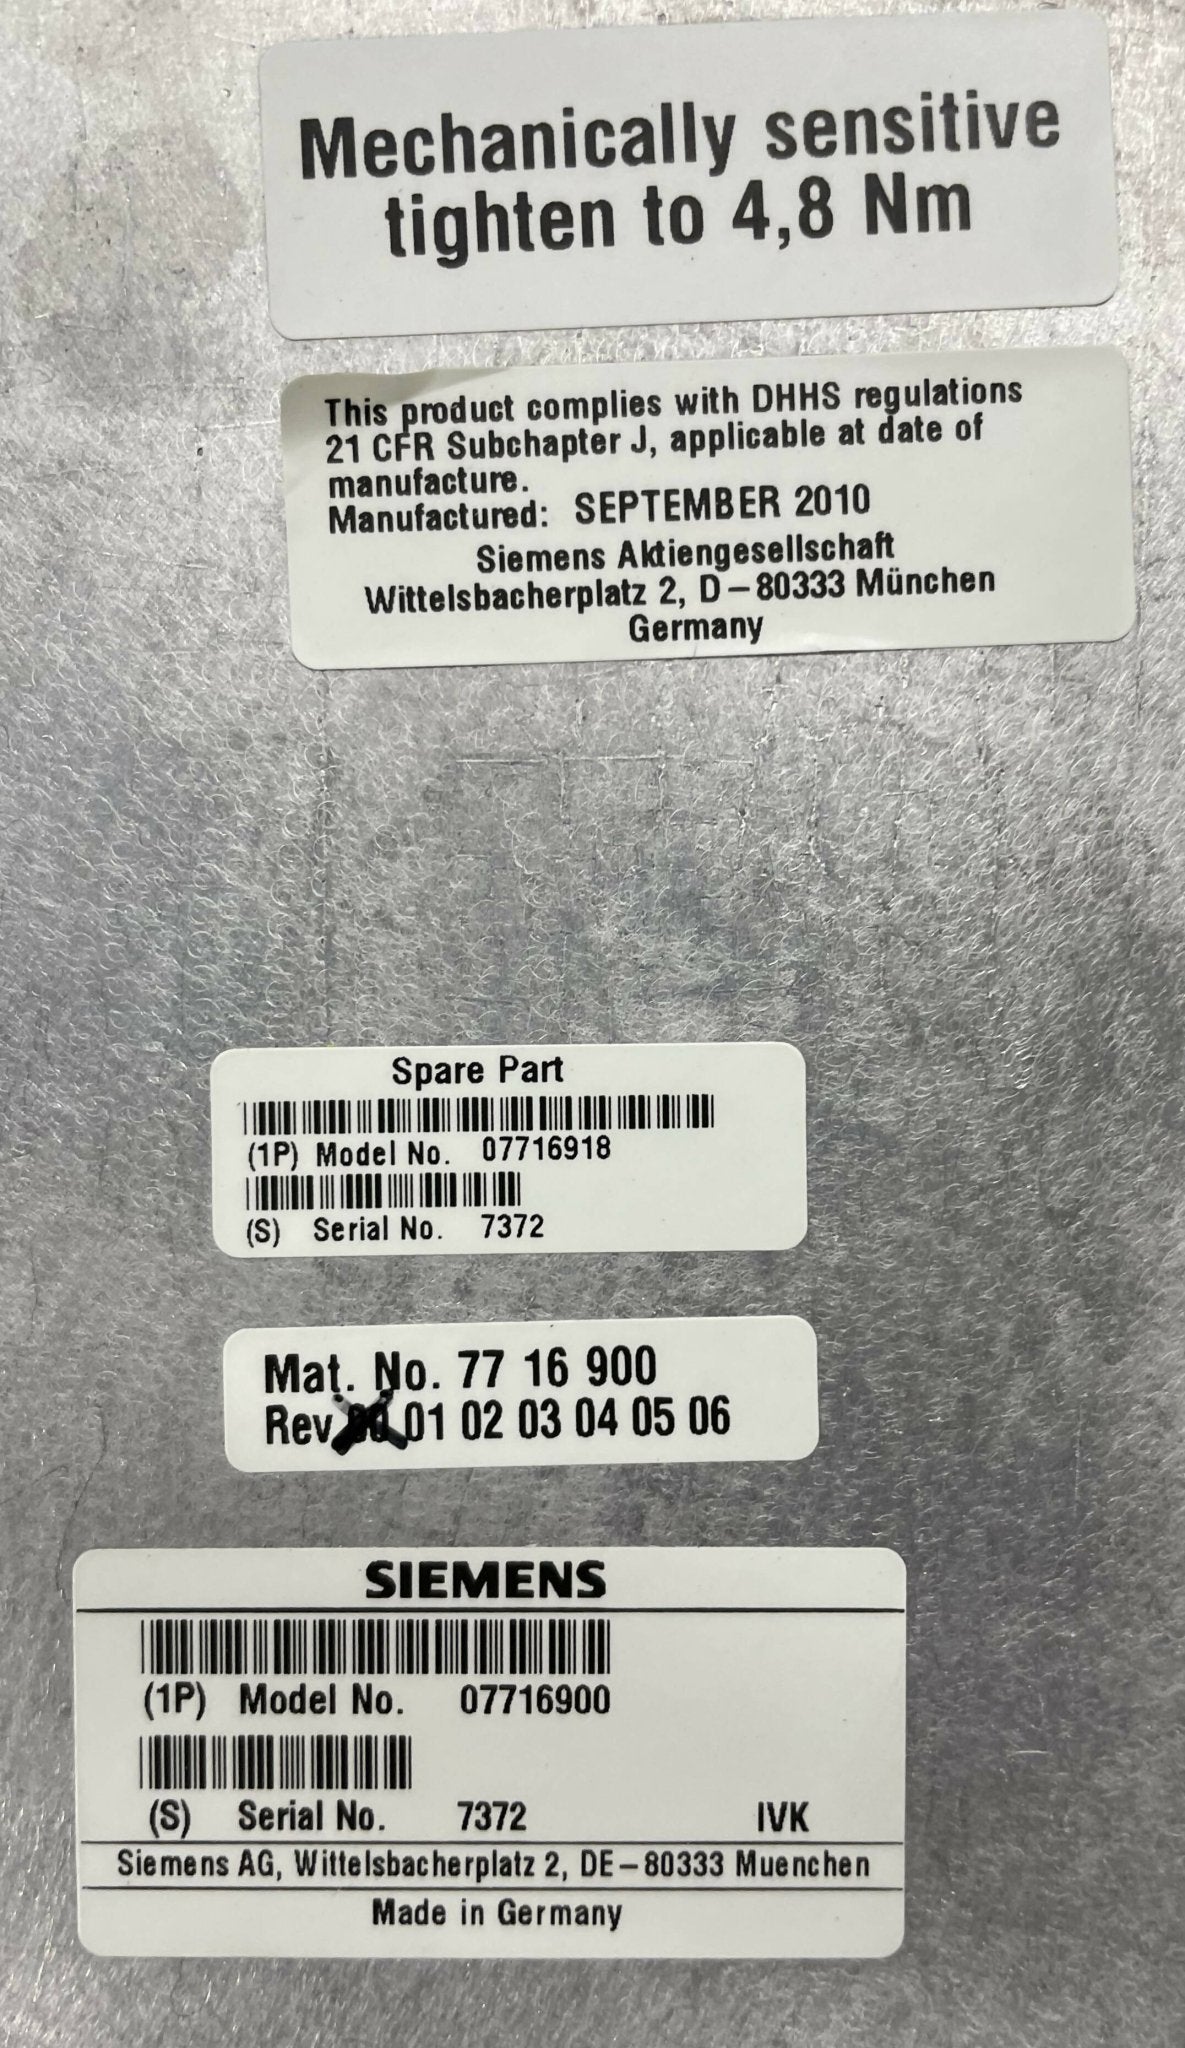 Mechanically sensitive
tighten to 4,8 Nm
This product complies with DHHS regulations
21 CFR Subchapter J, applicable at date of
manufacture.
Manufactured: SEPTEMBER 2010
Siemens Aktiengesellschaft
Wittelsbacherplatz 2, D-80333 München
Germany
Spare Part
(1P) Model No. 07716918
(S) Serial No. 7372
Mat. No. 77 16 900
Rev 00 01 02 03 04 05 06
SIEMENS
(1P) Model No. 07716900
(S) Serial No. 7372 IVK
Siemens AG, Wittelsbacherplatz 2, DE-80333 Muenchen
Made in Germany